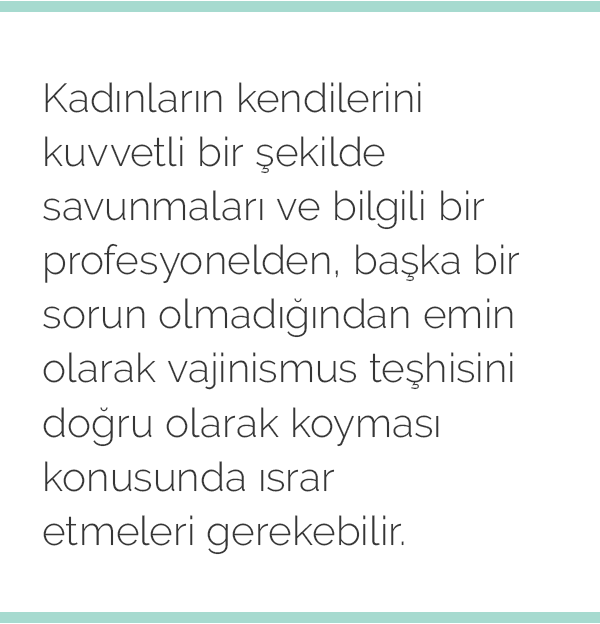 Kadınların kendilerini
kuvvetli bir şekilde
savunmaları ve bilgili bir
profesyonelden, başka bir
sorun olmadığından emin
olarak vajinismus teşhisini
doğru olarak koyması
konusunda ısrar
etmeleri gerekebilir.